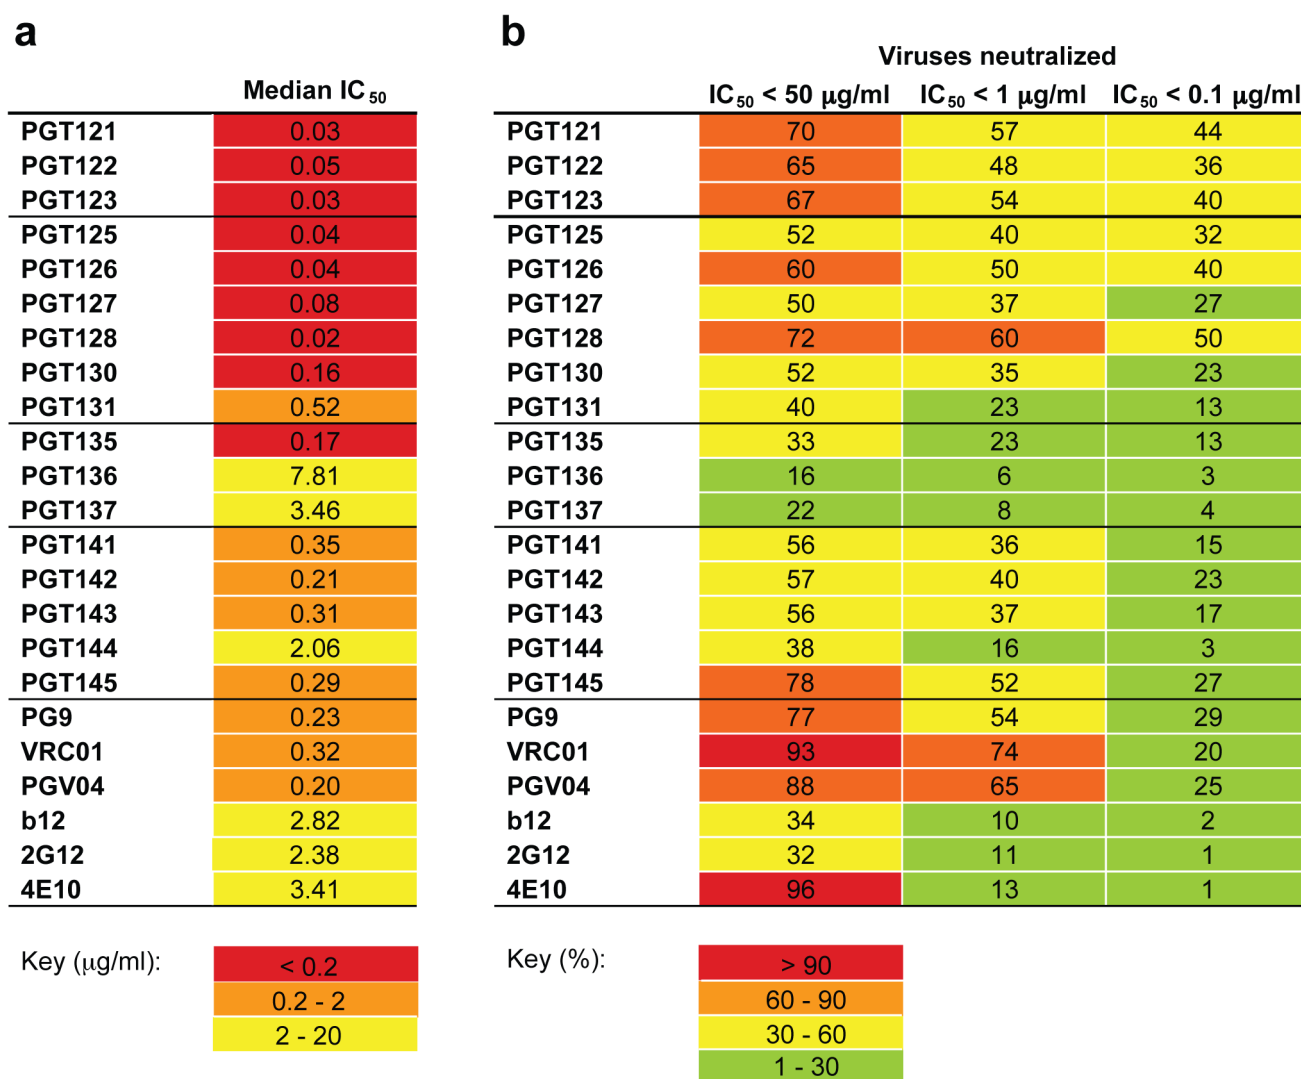 a
Median IC50
PGT121 0.03
PGT122 0.05
PGT123 0.03
PGT125 0.04
PGT126 0.04
PGT127 0.08
PGT128 0.02
PGT130 0.16
PGT131 0.52
PGT135 0.17
PGT136 7.81
PGT137 3.46
PGT141 0.35
PGT142 0.21
PGT143 0.31
PGT144 2.06
PGT145 0.29
PG9 0.23
VRC01 0.32
PGV04 0.20
b12 2.82
2G12 2.38
4E10 3.41
Key (μg/ml):
< 0.2
0.2 - 2
2 - 20
b
Viruses neutralized
IC50 < 50 μg/ml IC50 < 1 μg/ml IC50 < 0.1 μg/ml
PGT121 70 57 44
PGT122 65 48 36
PGT123 67 54 40
PGT125 52 40 32
PGT126 60 50 40
PGT127 50 37 27
PGT128 72 60 50
PGT130 52 35 23
PGT131 40 23 13
PGT135 33 23 13
PGT136 16 6 3
PGT137 22 8 4
PGT141 56 36 15
PGT142 57 40 23
PGT143 56 37 17
PGT144 38 16 3
PGT145 78 52 27
PG9 77 54 29
VRC01 93 74 20
PGV04 88 65 25
b12 34 10 2
2G12 32 11 1
4E10 96 13 1
Key (%):
> 90
60 - 90
30 - 60
1 - 30